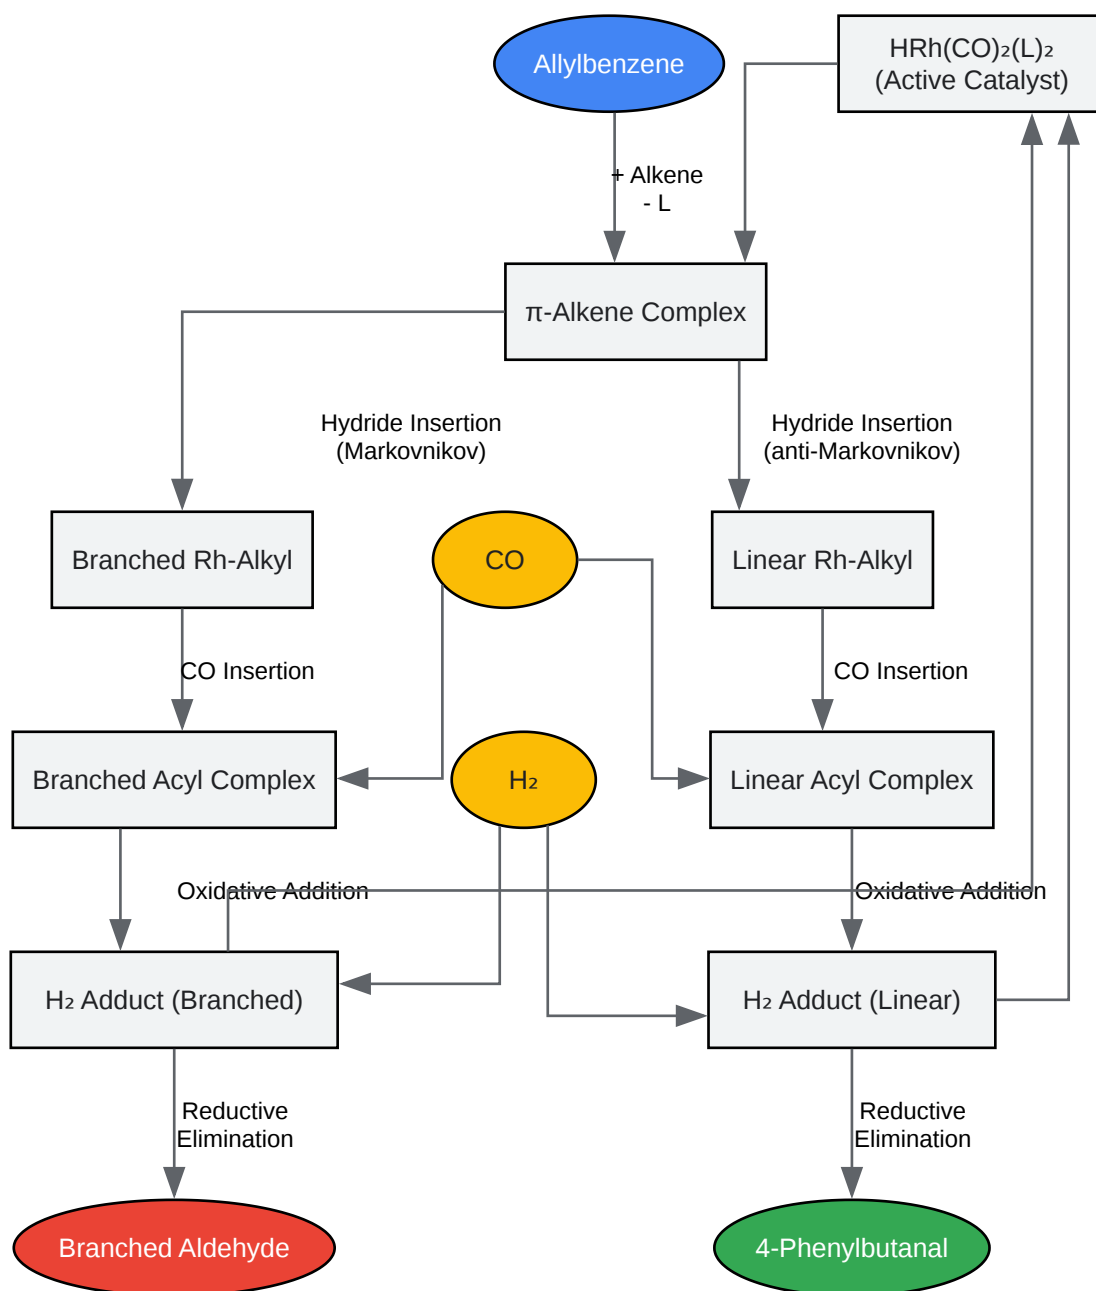 Allylbenzene
HRh(CO)₂(L)₂
(Active Catalyst)
+ Alkene
- L
π-Alkene Complex
Hydride Insertion
(Markovnikov)
Hydride Insertion
(anti-Markovnikov)
Branched Rh-Alkyl
CO
Linear Rh-Alkyl
CO Insertion
CO Insertion
Branched Acyl Complex
H₂
Linear Acyl Complex
Oxidative Addition
Oxidative Addition
H₂ Adduct (Branched)
H₂ Adduct (Linear)
Reductive
Elimination
Reductive
Elimination
Branched Aldehyde
4-Phenylbutanal